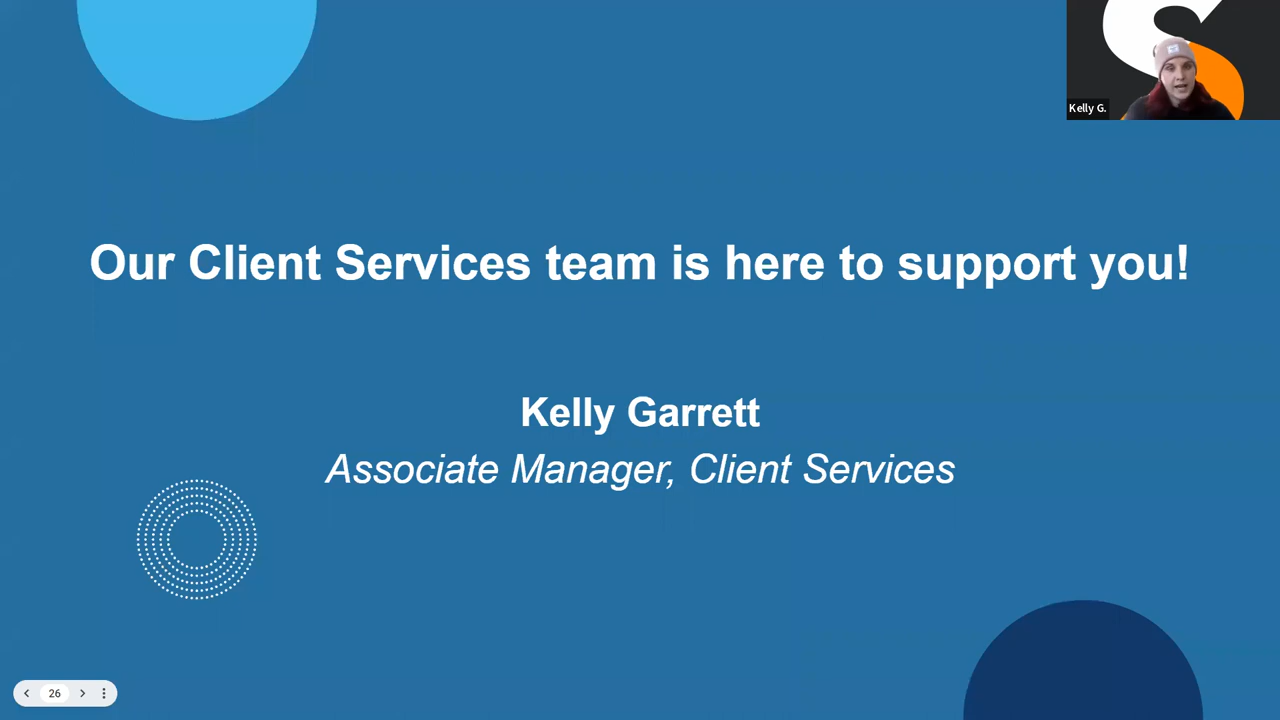 Kelly G.
Our Client Services team is here to support you!
Kelly Garrett
Associate Manager, Client Services
26